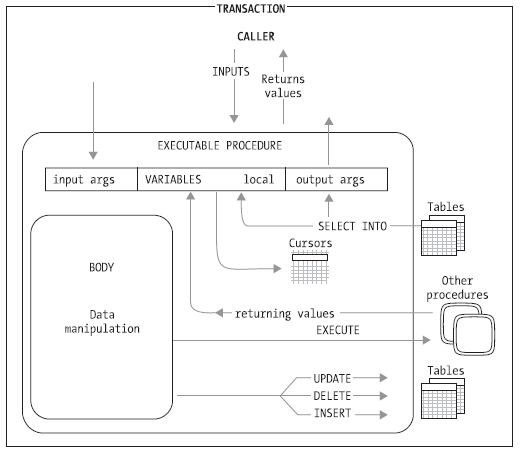 TRANSACTION
CALLER
INPUTS
Returns
values
EXECUTABLE PROCEDURE
input args
VARIABLES
local
output args
Tables
SELECT INTO
Cursors
BODY
Data
manipulation
Other
procedures
returning values
EXECUTE
Tables
UPDATE
DELETE
INSERT